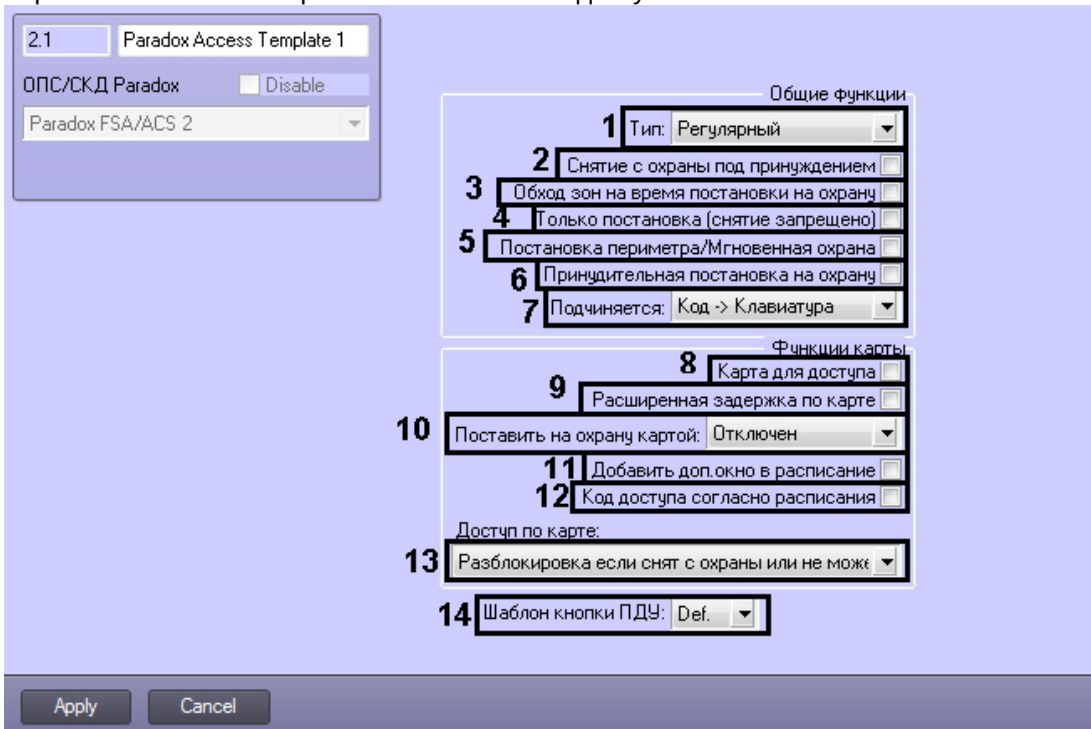 2.1 Paradox Access Template 1
ОПС/СКД Paradox Disable
Paradox FSA/ACS 2
Общие функции
1 Тип: Регулярный
2 Снятие с охраны под принуждением
3 Обход зон на время постановки на охрану
4 Только постановка (снятие запрещено)
5 Постановка периметра/Мгновенная охрана
6 Принудительная постановка на охрану
7 Подчиняется: Код -> Клавиатура
Функции карты
8 Карта для доступа
9 Расширенная задержка по карте
10 Поставить на охрану картой: Отключен
11 Добавить доп.окно в расписание
12 Код доступа согласно расписания
Доступ по карте:
13 Разблокировка если снят с охраны или не може
14 Шаблон кнопки ПДУ: Def.
Apply Cancel